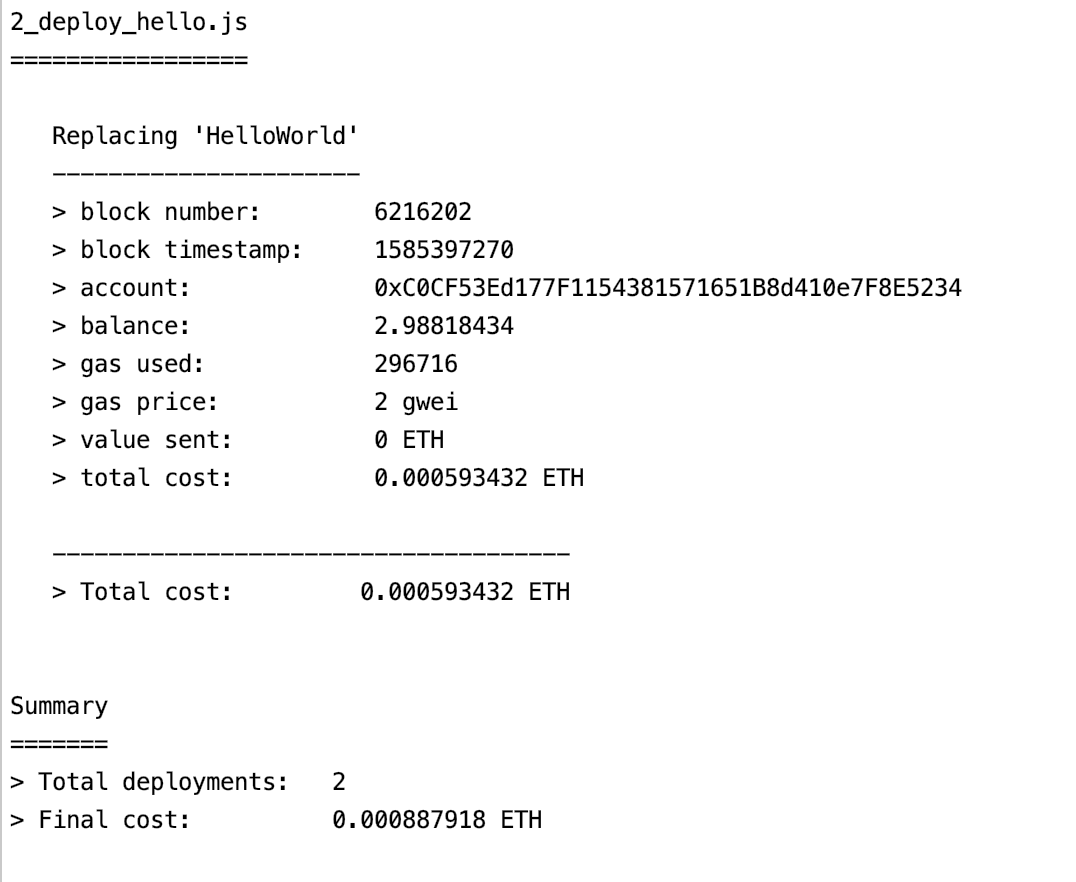 2_deploy_hello.js
=================
Replacing 'HelloWorld'
----------------------
> block number: 6216202
> block timestamp: 1585397270
> account: 0xC0CF53Ed177F1154381571651B8d410e7F8E5234
> balance: 2.98818434
> gas used: 296716
> gas price: 2 gwei
> value sent: 0 ETH
> total cost: 0.000593432 ETH
-------------------------------------
> Total cost: 0.000593432 ETH
Summary
=======
> Total deployments: 2
> Final cost: 0.000887918 ETH